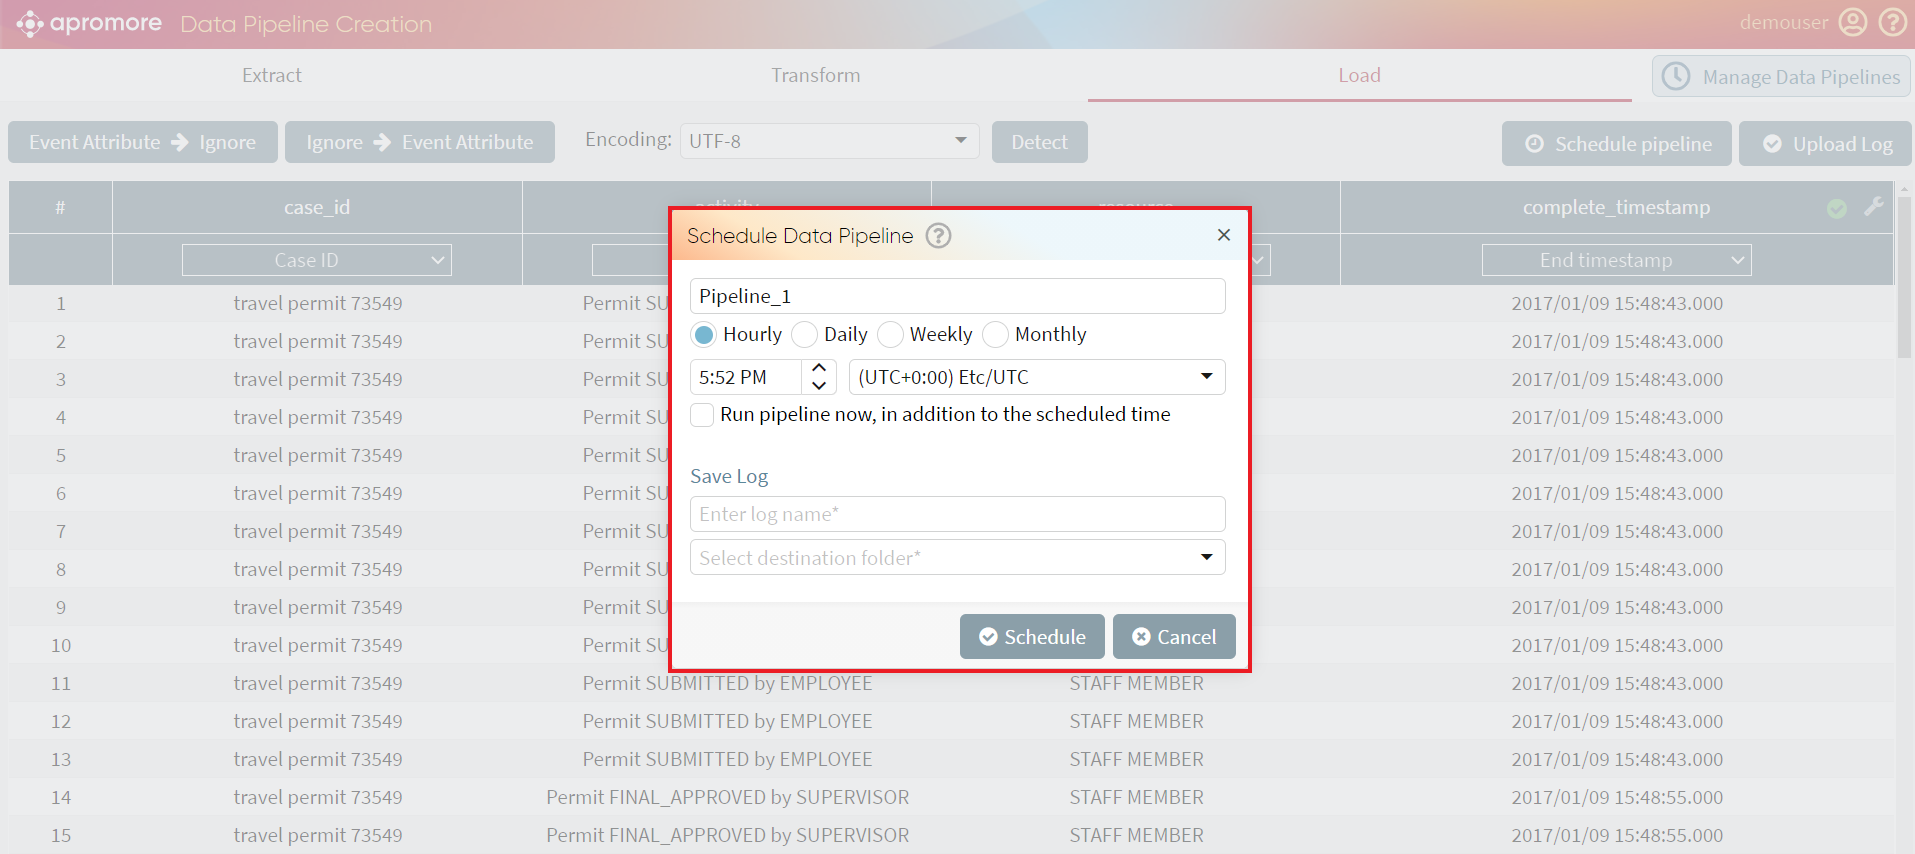 apromore Data Pipeline Creation demouser
Extract Transform Load Manage Data Pipelines
Event Attribute Ignore Ignore Event Attribute Encoding: UTF-8 Detect Schedule pipeline Upload Log
# case_id activity resource complete_timestamp
Case ID End timestamp
Schedule Data Pipeline
Pipeline_1
Hourly Daily Weekly Monthly
5:52 PM (UTC+0:00) Etc/UTC
Run pipeline now, in addition to the scheduled time
Save Log
Enter log name*
Select destination folder*
Schedule Cancel
1 travel permit 73549 Permit SU 2017/01/09 15:48:43.000
2 travel permit 73549 Permit SU 2017/01/09 15:48:43.000
3 travel permit 73549 Permit SU 2017/01/09 15:48:43.000
4 travel permit 73549 Permit SU 2017/01/09 15:48:43.000
5 travel permit 73549 Permit SU 2017/01/09 15:48:43.000
6 travel permit 73549 Permit SU 2017/01/09 15:48:43.000
7 travel permit 73549 Permit SU 2017/01/09 15:48:43.000
8 travel permit 73549 Permit SU 2017/01/09 15:48:43.000
9 travel permit 73549 Permit SU 2017/01/09 15:48:43.000
10 travel permit 73549 Permit SU 2017/01/09 15:48:43.000
11 travel permit 73549 Permit SUBMITTED by EMPLOYEE STAFF MEMBER 2017/01/09 15:48:43.000
12 travel permit 73549 Permit SUBMITTED by EMPLOYEE STAFF MEMBER 2017/01/09 15:48:43.000
13 travel permit 73549 Permit SUBMITTED by EMPLOYEE STAFF MEMBER 2017/01/09 15:48:43.000
14 travel permit 73549 Permit FINAL_APPROVED by SUPERVISOR STAFF MEMBER 2017/01/09 15:48:55.000
15 travel permit 73549 Permit FINAL_APPROVED by SUPERVISOR STAFF MEMBER 2017/01/09 15:48:55.000